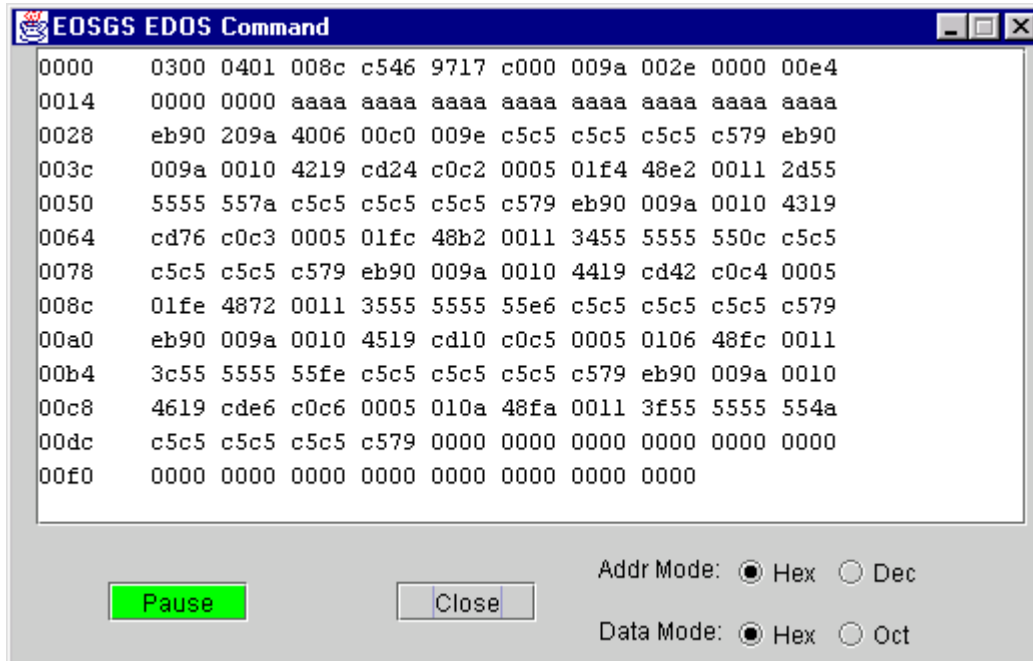 EOSGS EDOS Command
0000 0300 0401 008c c546 9717 c000 009a 002e 0000 00e4
0014 0000 0000 aaaa aaaa aaaa aaaa aaaa aaaa aaaa aaaa
0028 eb90 209a 4006 00c0 009e c5c5 c5c5 c5c5 c579 eb90
003c 009a 0010 4219 cd24 c0c2 0005 01f4 48e2 0011 2d55
0050 5555 557a c5c5 c5c5 c5c5 c579 eb90 009a 0010 4319
0064 cd76 c0c3 0005 01fc 48b2 0011 3455 5555 550c c5c5
0078 c5c5 c5c5 c579 eb90 009a 0010 4419 cd42 c0c4 0005
008c 01fe 4872 0011 3555 5555 55e6 c5c5 c5c5 c5c5 c579
00a0 eb90 009a 0010 4519 cd10 c0c5 0005 0106 48fc 0011
00b4 3c55 5555 55fe c5c5 c5c5 c5c5 c579 eb90 009a 0010
00c8 4619 cde6 c0c6 0005 010a 48fa 0011 3f55 5555 554a
00dc c5c5 c5c5 c5c5 c579 0000 0000 0000 0000 0000 0000
00f0 0000 0000 0000 0000 0000 0000 0000 0000
Addr Mode: Hex Dec
Pause Close
Data Mode: Hex Oct